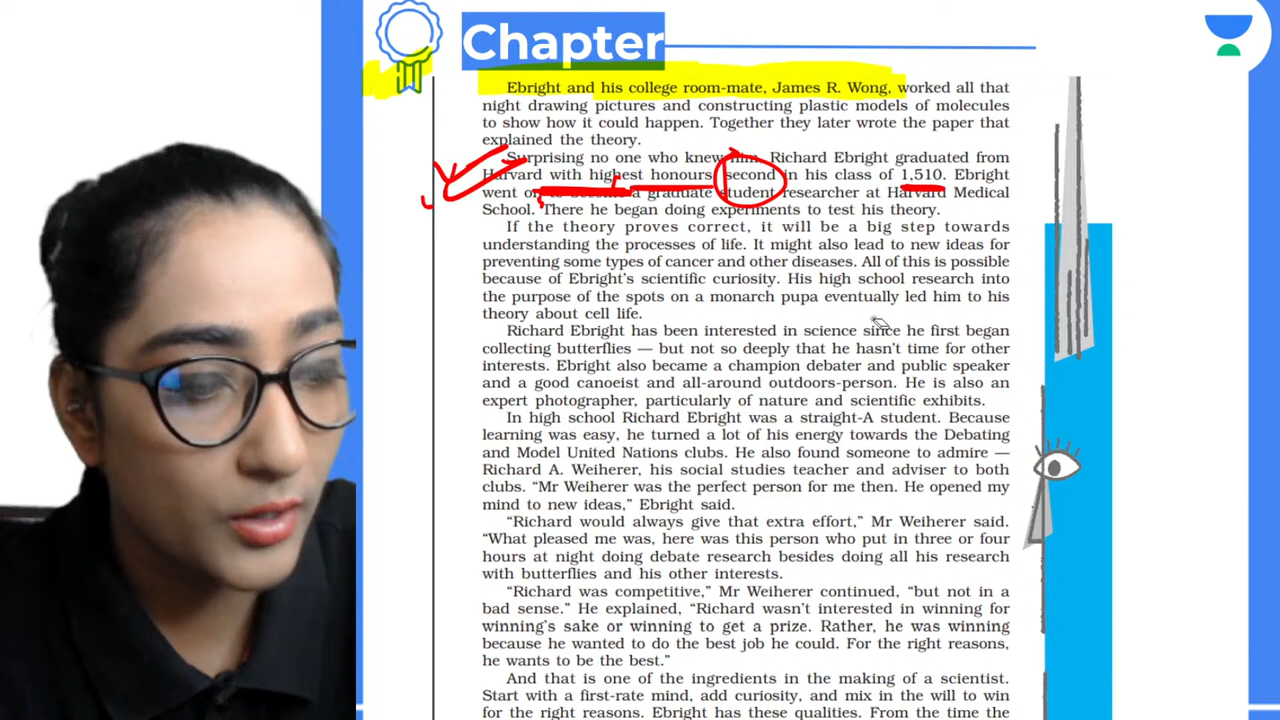 Chapter
Ebright and his college room-mate, James R. Wong, worked all that
night drawing pictures and constructing plastic models of molecules
to show how it could happen. Together they later wrote the paper that
explained the theory.
Surprising no one who knew him, Richard Ebright graduated from
Harvard with highest honours, second in his class of 1,510. Ebright
went on to become a graduate student researcher at Harvard Medical
School. There he began doing experiments to test his theory.
If the theory proves correct, it will be a big step towards
understanding the processes of life. It might also lead to new ideas for
preventing some types of cancer and other diseases. All of this is possible
because of Ebright's scientific curiosity. His high school research into
the purpose of the spots on a monarch pupa eventually led him to his
theory about cell life.
Richard Ebright has been interested in science since he first began
collecting butterflies — but not so deeply that he hasn't time for other
interests. Ebright also became a champion debater and public speaker
and a good canoeist and all-around outdoors-person. He is also an
expert photographer, particularly of nature and scientific exhibits.
In high school Richard Ebright was a straight-A student. Because
learning was easy, he turned a lot of his energy towards the Debating
and Model United Nations clubs. He also found someone to admire —
Richard A. Weiherer, his social studies teacher and adviser to both
clubs. “Mr Weiherer was the perfect person for me then. He opened my
mind to new ideas,” Ebright said.
“Richard would always give that extra effort,” Mr Weiherer said.
“What pleased me was, here was this person who put in three or four
hours at night doing debate research besides doing all his research
with butterflies and his other interests.
“Richard was competitive,” Mr Weiherer continued, “but not in a
bad sense.” He explained, “Richard wasn't interested in winning for
winning's sake or winning to get a prize. Rather, he was winning
because he wanted to do the best job he could. For the right reasons,
he wants to be the best.”
And that is one of the ingredients in the making of a scientist.
Start with a first-rate mind, add curiosity, and mix in the will to win
for the right reasons. Ebright has these qualities. From the time the